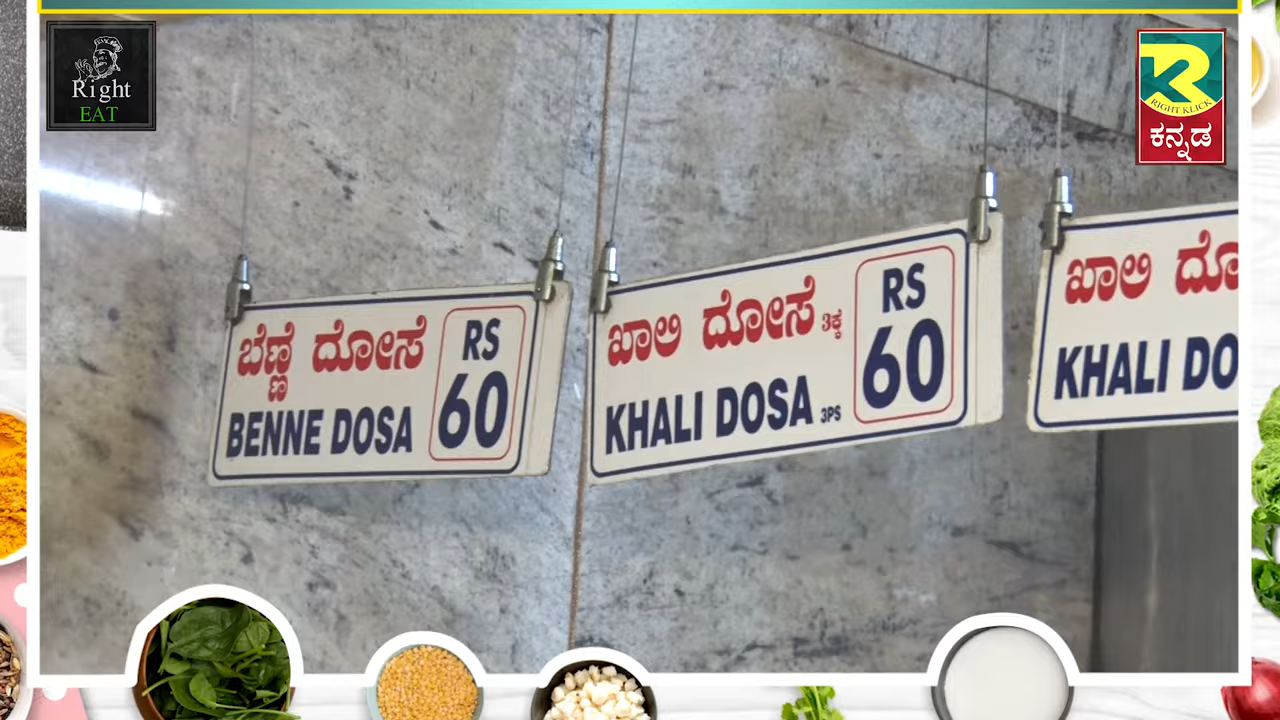 Right
EAT
RIGHT KLICK
ಕನ್ನಡ
ಬೆಣ್ಣೆ ದೋಸೆ
BENNE DOSA
RS
60
ಖಾಲಿ ದೋಸೆ 3ಕ್ಕೆ
KHALI DOSA 3PS
RS
60
ಖಾಲಿ
KHALI DO